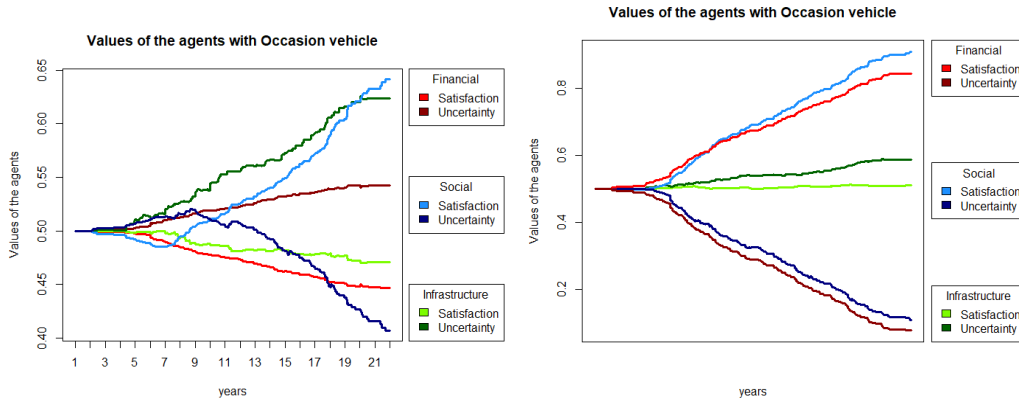 Values of the agents with Occasion vehicle
Values of the agents
0.65
0.60
0.55
0.50
0.45
0.40
1 3 5 7 9 11 13 15 17 19 21
years
Financial
Satisfaction
Uncertainty
Social
Satisfaction
Uncertainty
Infrastructure
Satisfaction
Uncertainty
Values of the agents with Occasion vehicle
Values of the agents
0.8
0.6
0.4
0.2
years
Financial
Satisfaction
Uncertainty
Social
Satisfaction
Uncertainty
Infrastructure
Satisfaction
Uncertainty